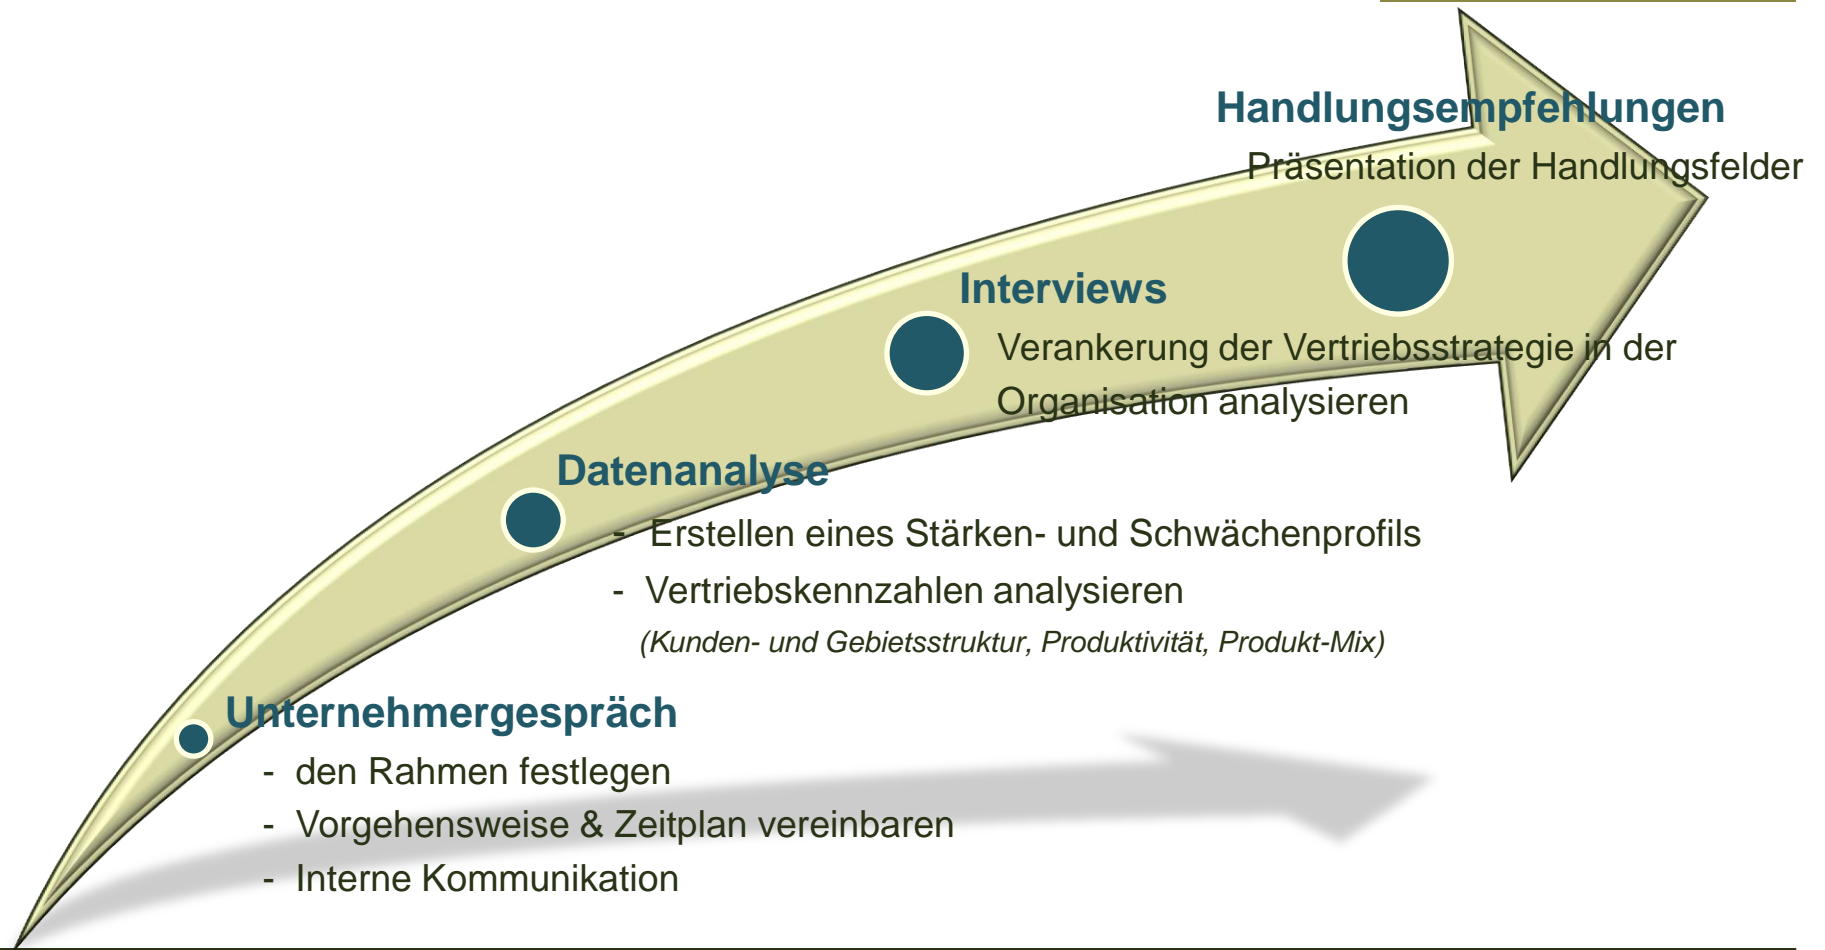 Handlungsempfehlungen
Präsentation der Handlungsfelder
Interviews
Verankerung der Vertriebsstrategie in der
Organisation analysieren
Datenanalyse
- Erstellen eines Stärken- und Schwächenprofils
- Vertriebskennzahlen analysieren
(Kunden- und Gebietsstruktur, Produktivität, Produkt-Mix)
Unternehmergespräch
- den Rahmen festlegen
- Vorgehensweise & Zeitplan vereinbaren
- Interne Kommunikation